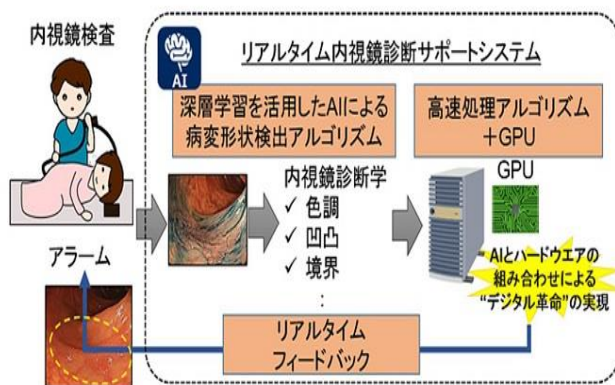 内視鏡検査
AI
リアルタイム内視鏡診断サポートシステム
深層学習を活用したAIによる
病変形状検出アルゴリズム
高速処理アルゴリズム
＋GPU
内視鏡診断学
✓ 色調
✓ 凹凸
✓ 境界
:
GPU
AIとハードウエアの
組み合わせによる
“デジタル革命”の実現
アラーム
リアルタイム
フィードバック